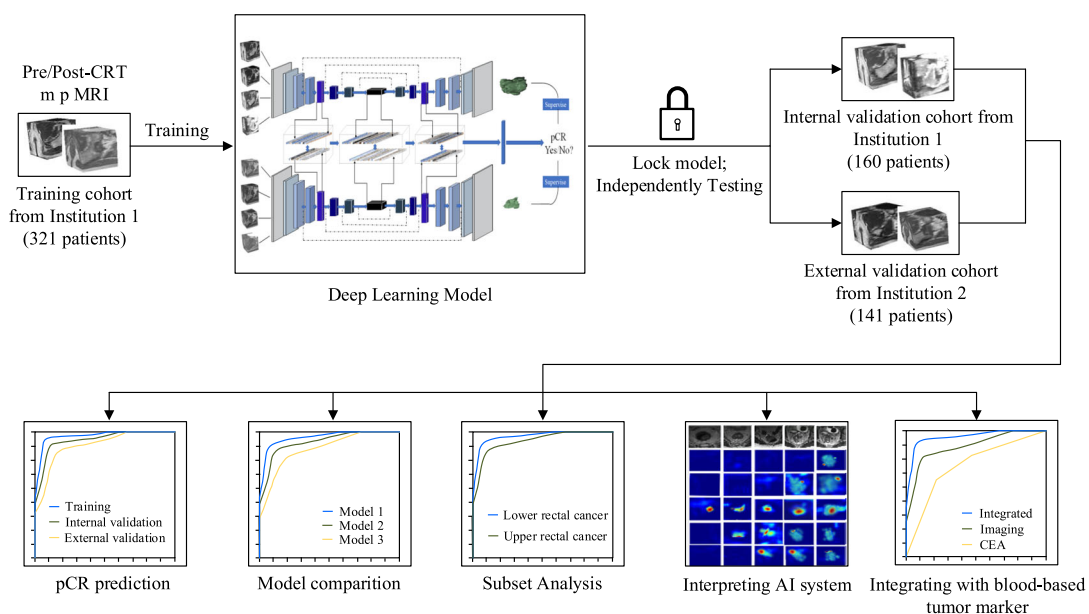 Pre/Post-CRT
m p MRI
Training cohort
from Institution 1
(321 patients)
Training
Supervise
pCR
Yes/No?
Supervise
Deep Learning Model
Lock model;
Independently Testing
Internal validation cohort from
Institution 1
(160 patients)
External validation cohort
from Institution 2
(141 patients)
Training
Internal validation
External validation
pCR prediction
Model 1
Model 2
Model 3
Model comparition
Lower rectal cancer
Upper rectal cancer
Subset Analysis
Interpreting AI system
Integrated
Imaging
CEA
Integrating with blood-based
tumor marker